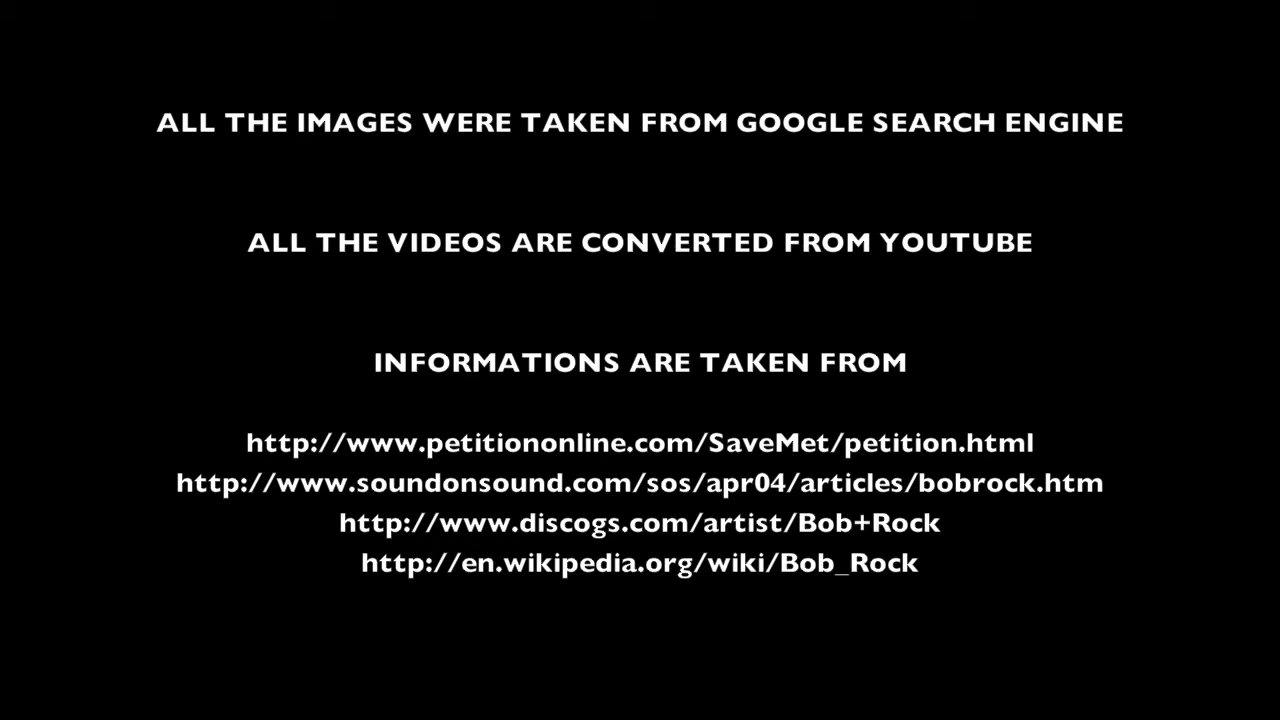 ALL THE IMAGES WERE TAKEN FROM GOOGLE SEARCH ENGINE
ALL THE VIDEOS ARE CONVERTED FROM YOUTUBE
INFORMATIONS ARE TAKEN FROM
http://www.petitiononline.com/SaveMet/petition.html
http://www.soundonsound.com/sos/apr04/articles/bobrock.htm
http://www.discogs.com/artist/Bob+Rock
http://en.wikipedia.org/wiki/Bob_Rock